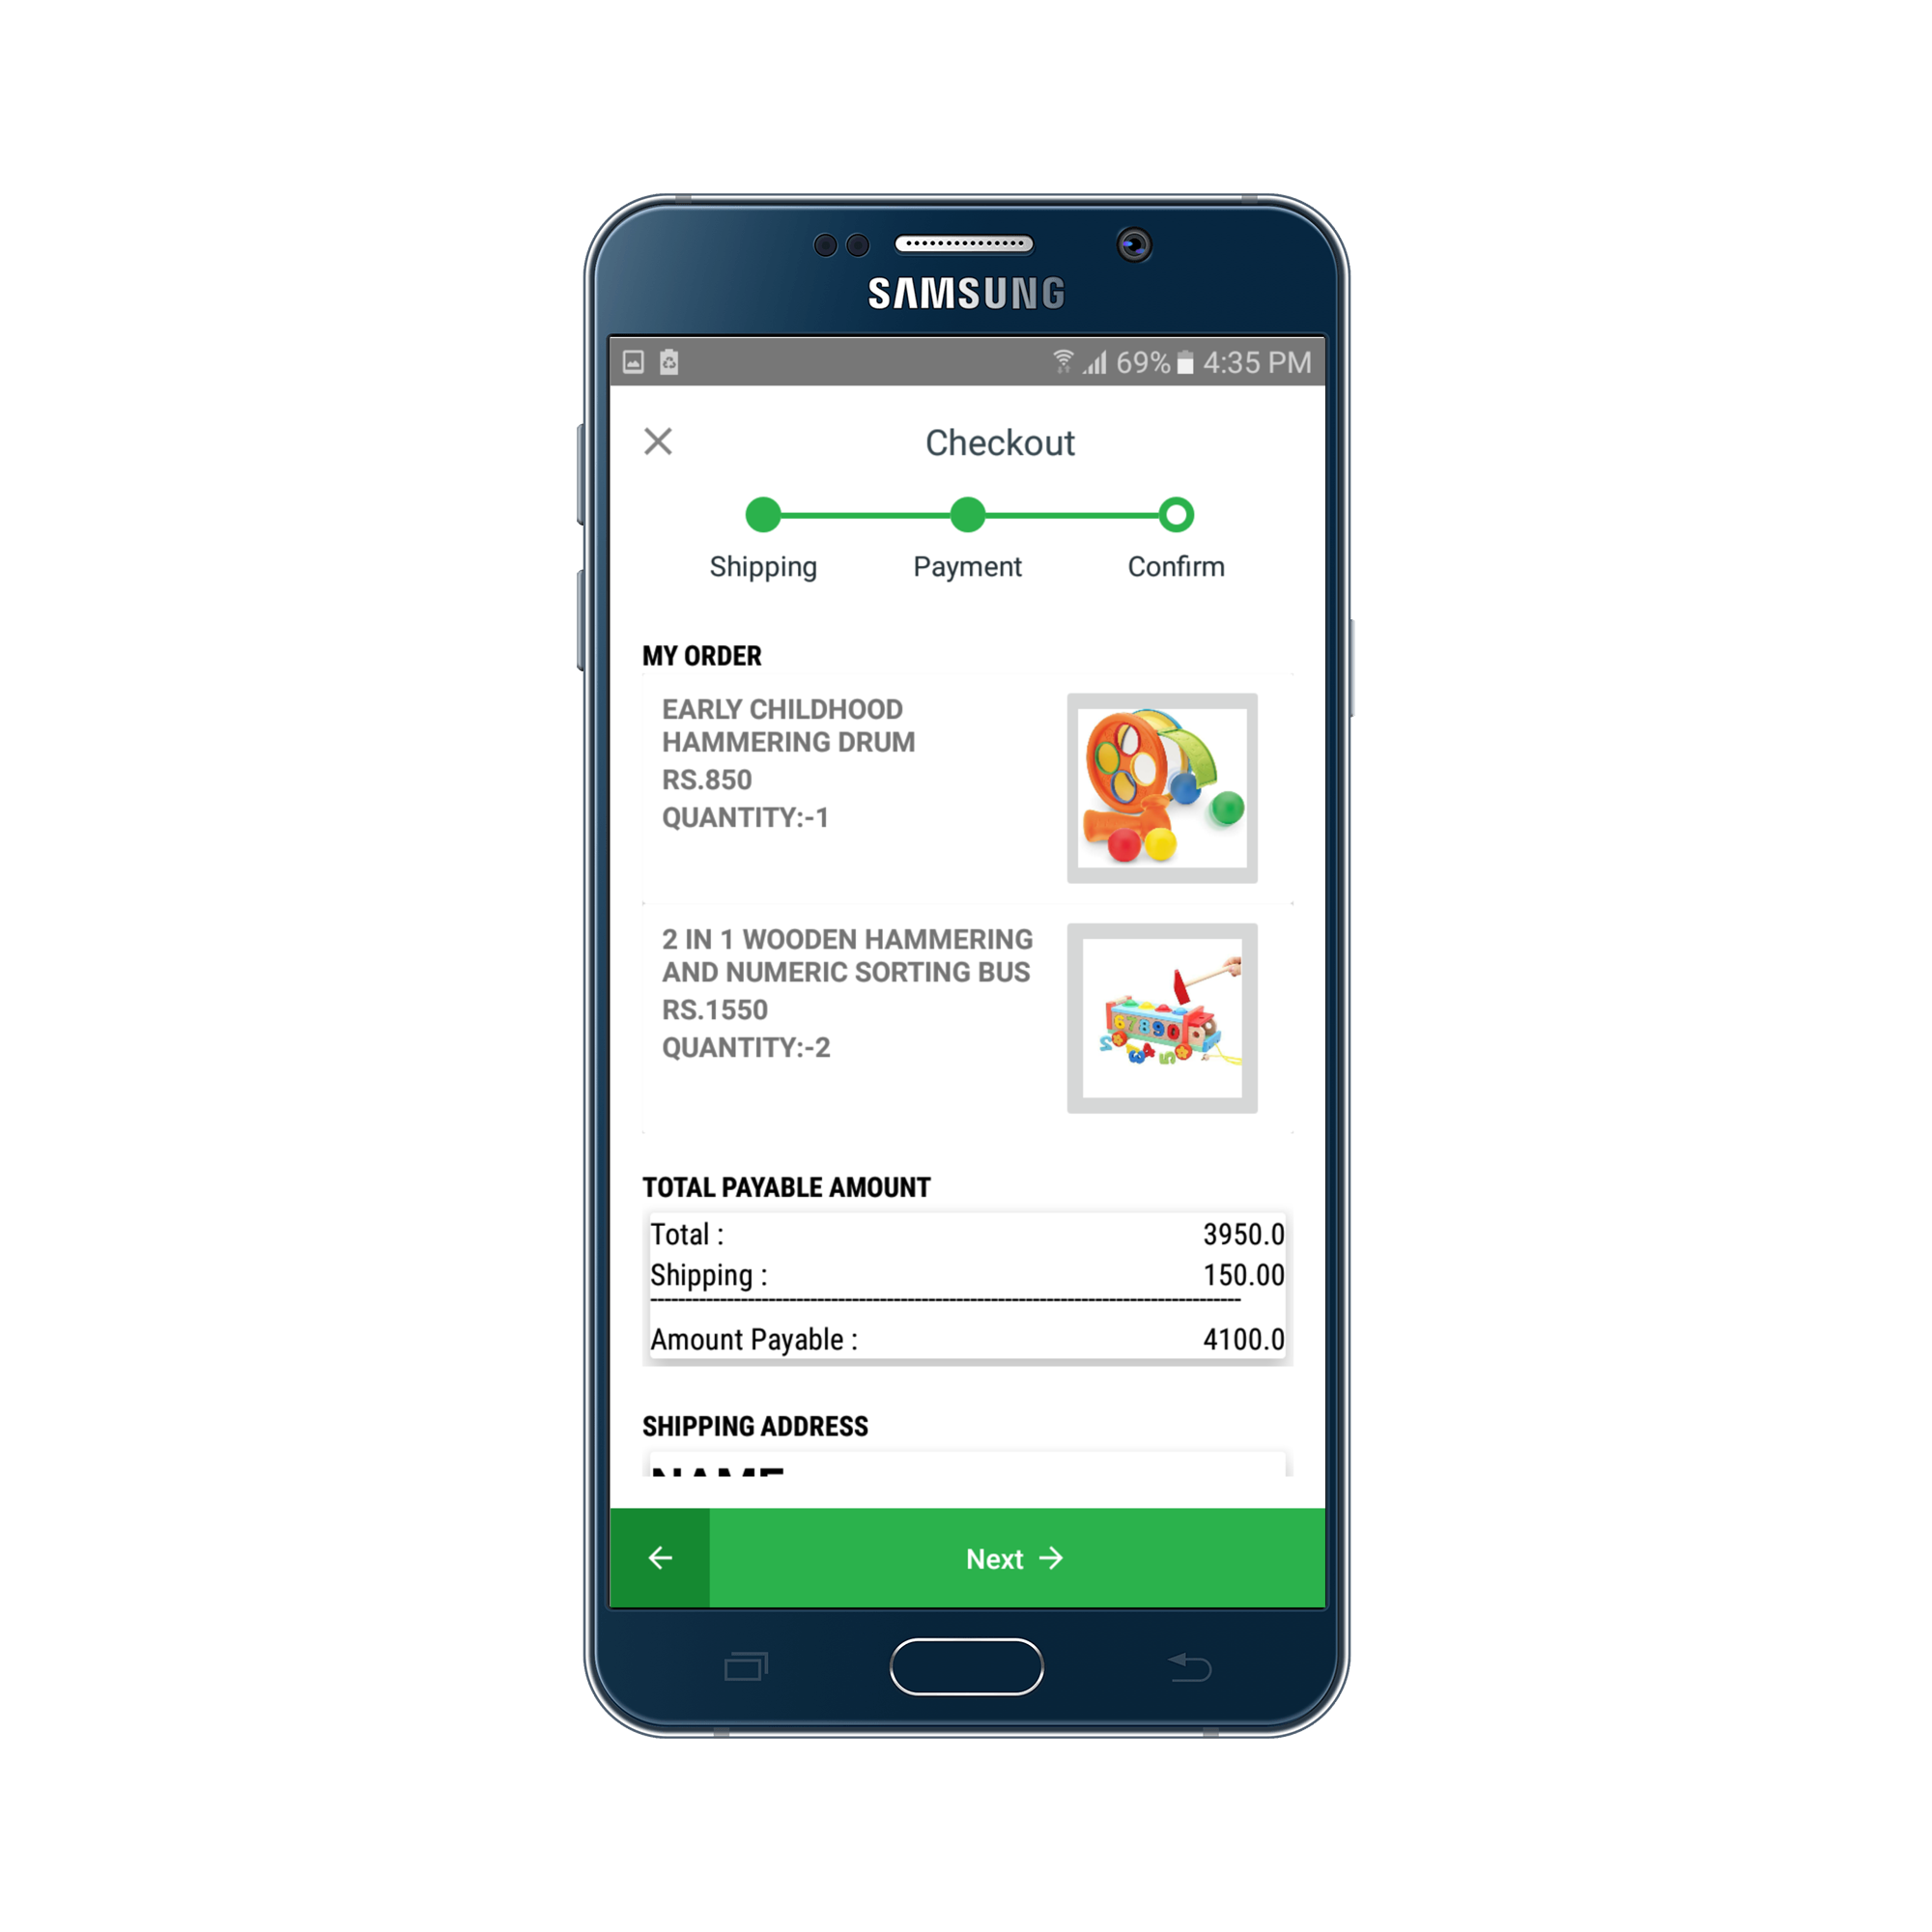 SAMSUNG
69% 4:35 PM
Checkout
Shipping Payment Confirm
MY ORDER
EARLY CHILDHOOD
HAMMERING DRUM
RS.850
QUANTITY:-1
2 IN 1 WOODEN HAMMERING
AND NUMERIC SORTING BUS
RS.1550
QUANTITY:-2
TOTAL PAYABLE AMOUNT
Total : 3950.0
Shipping : 150.00
Amount Payable : 4100.0
SHIPPING ADDRESS
NAME
Next